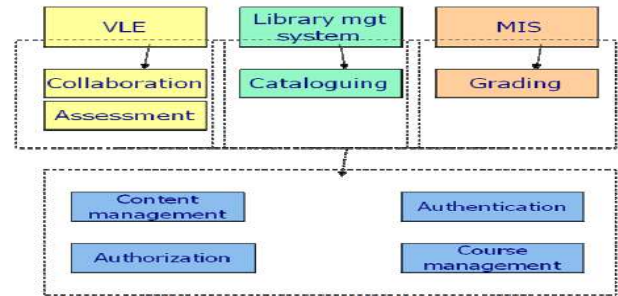 VLE
Library mgt
system
MIS
Collaboration
Cataloguing
Grading
Assessment
Content
management
Authentication
Authorization
Course
management